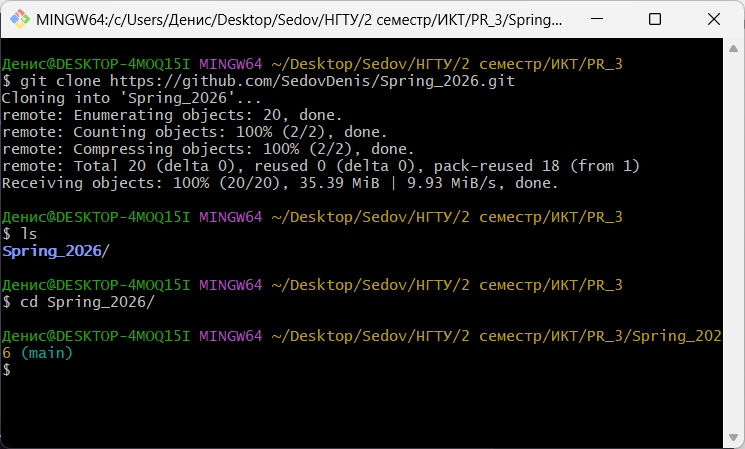 MINGW64:/c/Users/Денис/Desktop/Sedov/НГТУ/2 семестр/ИКТ/PR_3/Spring...
Денис@DESKTOP-4MOQ15I MINGW64 ~/Desktop/Sedov/НГТУ/2 семестр/ИКТ/PR_3
$ git clone https://github.com/SedovDenis/Spring_2026.git
Cloning into 'Spring_2026'...
remote: Enumerating objects: 20, done.
remote: Counting objects: 100% (2/2), done.
remote: Compressing objects: 100% (2/2), done.
remote: Total 20 (delta 0), reused 0 (delta 0), pack-reused 18 (from 1)
Receiving objects: 100% (20/20), 35.39 MiB | 9.93 MiB/s, done.
Денис@DESKTOP-4MOQ15I MINGW64 ~/Desktop/Sedov/НГТУ/2 семестр/ИКТ/PR_3
$ ls
Spring_2026/
Денис@DESKTOP-4MOQ15I MINGW64 ~/Desktop/Sedov/НГТУ/2 семестр/ИКТ/PR_3
$ cd Spring_2026/
Денис@DESKTOP-4MOQ15I MINGW64 ~/Desktop/Sedov/НГТУ/2 семестр/ИКТ/PR_3/Spring_202
6 (main)
$